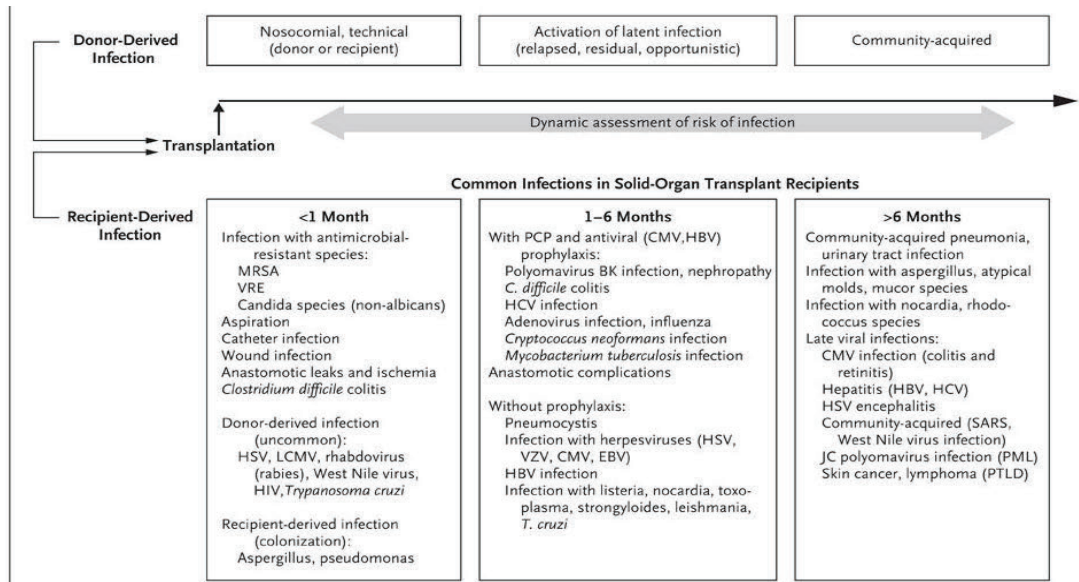 Donor-Derived
Infection
Nosocomial, technical
(donor or recipient)
Activation of latent infection
(relapsed, residual, opportunistic)
Community-acquired
Dynamic assessment of risk of infection
Transplantation
Recipient-Derived
Infection
Common Infections in Solid-Organ Transplant Recipients
<1 Month
Infection with antimicrobial-
resistant species:
MRSA
VRE
Candida species (non-albicans)
Aspiration
Catheter infection
Wound infection
Anastomotic leaks and ischemia
Clostridium difficile colitis
Donor-derived infection
(uncommon):
HSV, LCMV, rhabdovirus
(rabies), West Nile virus,
HIV,Trypanosoma cruzi
Recipient-derived infection
(colonization):
Aspergillus, pseudomonas
1–6 Months
With PCP and antiviral (CMV,HBV)
prophylaxis:
Polyomavirus BK infection, nephropathy
C. difficile colitis
HCV infection
Adenovirus infection, influenza
Cryptococcus neoformans infection
Mycobacterium tuberculosis infection
Anastomotic complications
Without prophylaxis:
Pneumocystis
Infection with herpesviruses (HSV,
VZV, CMV, EBV)
HBV infection
Infection with listeria, nocardia, toxo-
plasma, strongyloides, leishmania,
T. cruzi
>6 Months
Community-acquired pneumonia,
urinary tract infection
Infection with aspergillus, atypical
molds, mucor species
Infection with nocardia, rhodo-
coccus species
Late viral infections:
CMV infection (colitis and
retinitis)
Hepatitis (HBV, HCV)
HSV encephalitis
Community-acquired (SARS,
West Nile virus infection)
JC polyomavirus infection (PML)
Skin cancer, lymphoma (PTLD)